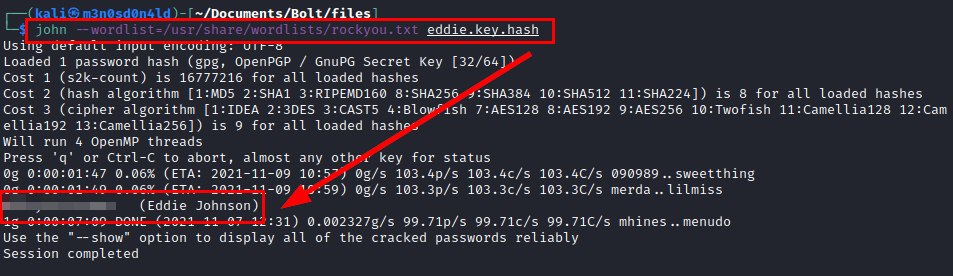 ┌──(kali㉿m3n0sd0n4ld)-[~/Documents/Bolt/files]
└─$ john --wordlist=/usr/share/wordlists/rockyou.txt eddie.key.hash
Using default input encoding: UTF-8
Loaded 1 password hash (gpg, OpenPGP / GnuPG Secret Key [32/64])
Cost 1 (s2k-count) is 16777216 for all loaded hashes
Cost 2 (hash algorithm [1:MD5 2:SHA1 3:RIPEMD160 8:SHA256 9:SHA384 10:SHA512 11:SHA224]) is 8 for all loaded hashes
Cost 3 (cipher algorithm [1:IDEA 2:3DES 3:CAST5 4:Blowfish 7:AES128 8:AES192 9:AES256 10:Twofish 11:Camellia128 12:Cam
ellia192 13:Camellia256]) is 9 for all loaded hashes
Will run 4 OpenMP threads
Press 'q' or Ctrl-C to abort, almost any other key for status
0g 0:00:01:47 0.06% (ETA: 2021-11-09 10:57) 0g/s 103.4p/s 103.4c/s 103.4C/s 090989..sweetthing
0g 0:00:01:49 0.06% (ETA: 2021-11-09 10:59) 0g/s 103.3p/s 103.3c/s 103.3C/s merda..lilmiss
(Eddie Johnson)
1g 0:00:07:09 DONE (2021-11-07 12:31) 0.002327g/s 99.71p/s 99.71c/s 99.71C/s mhines..menudo
Use the "--show" option to display all of the cracked passwords reliably
Session completed